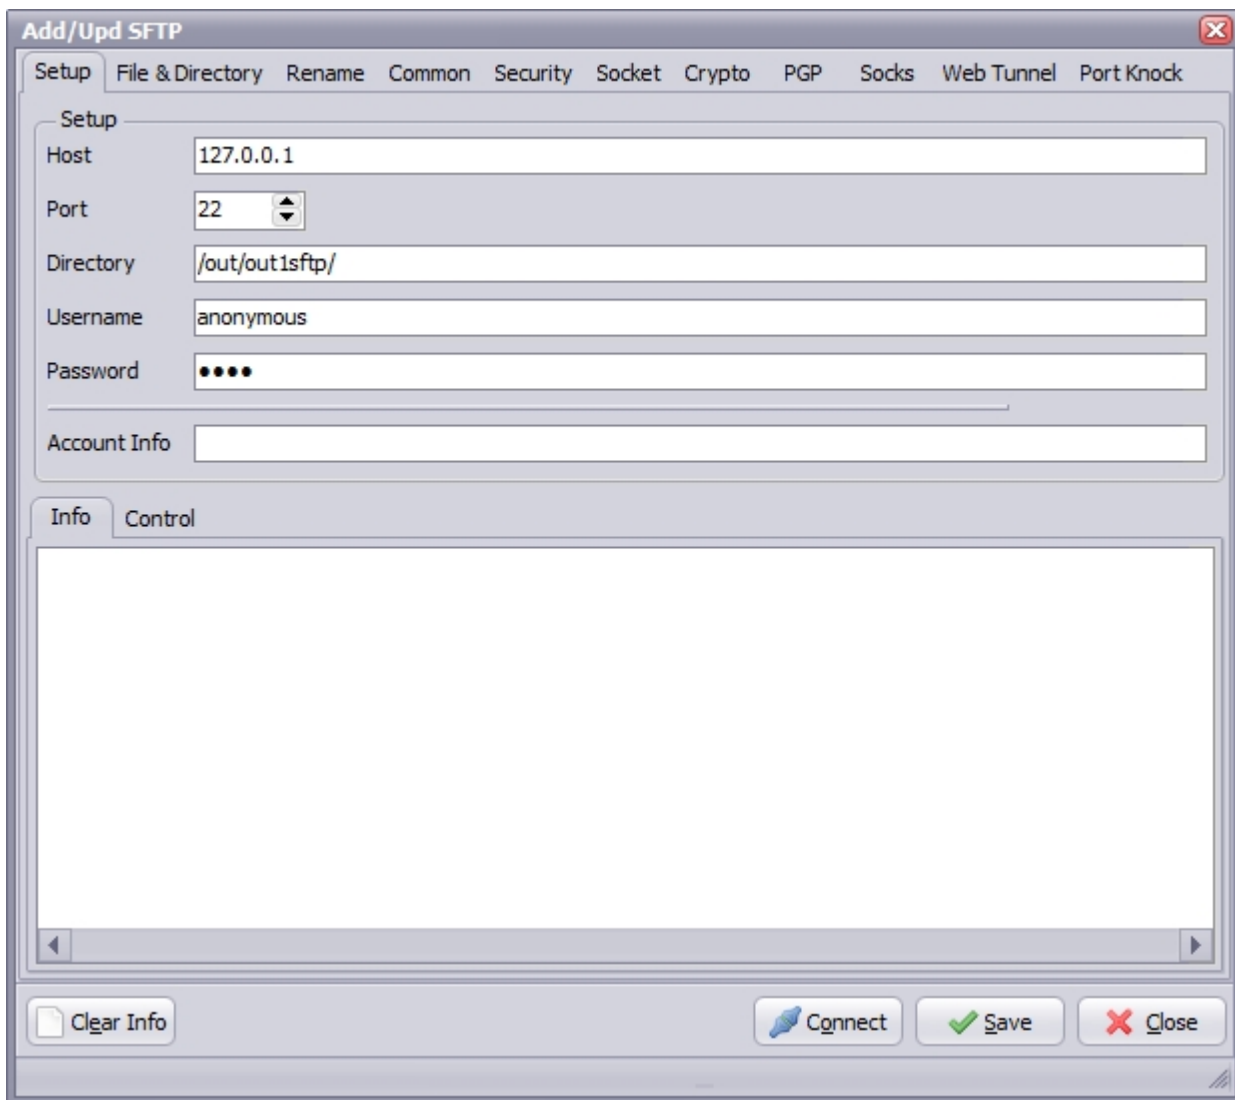 Add/Upd SFTP
Setup File & Directory Rename Common Security Socket Crypto PGP Socks Web Tunnel Port Knock
Setup
Host 127.0.0.1
Port 22
Directory /out/out1sftp/
Username anonymous
Password ●●●●
Account Info
Info Control
Clear Info Connect Save Close